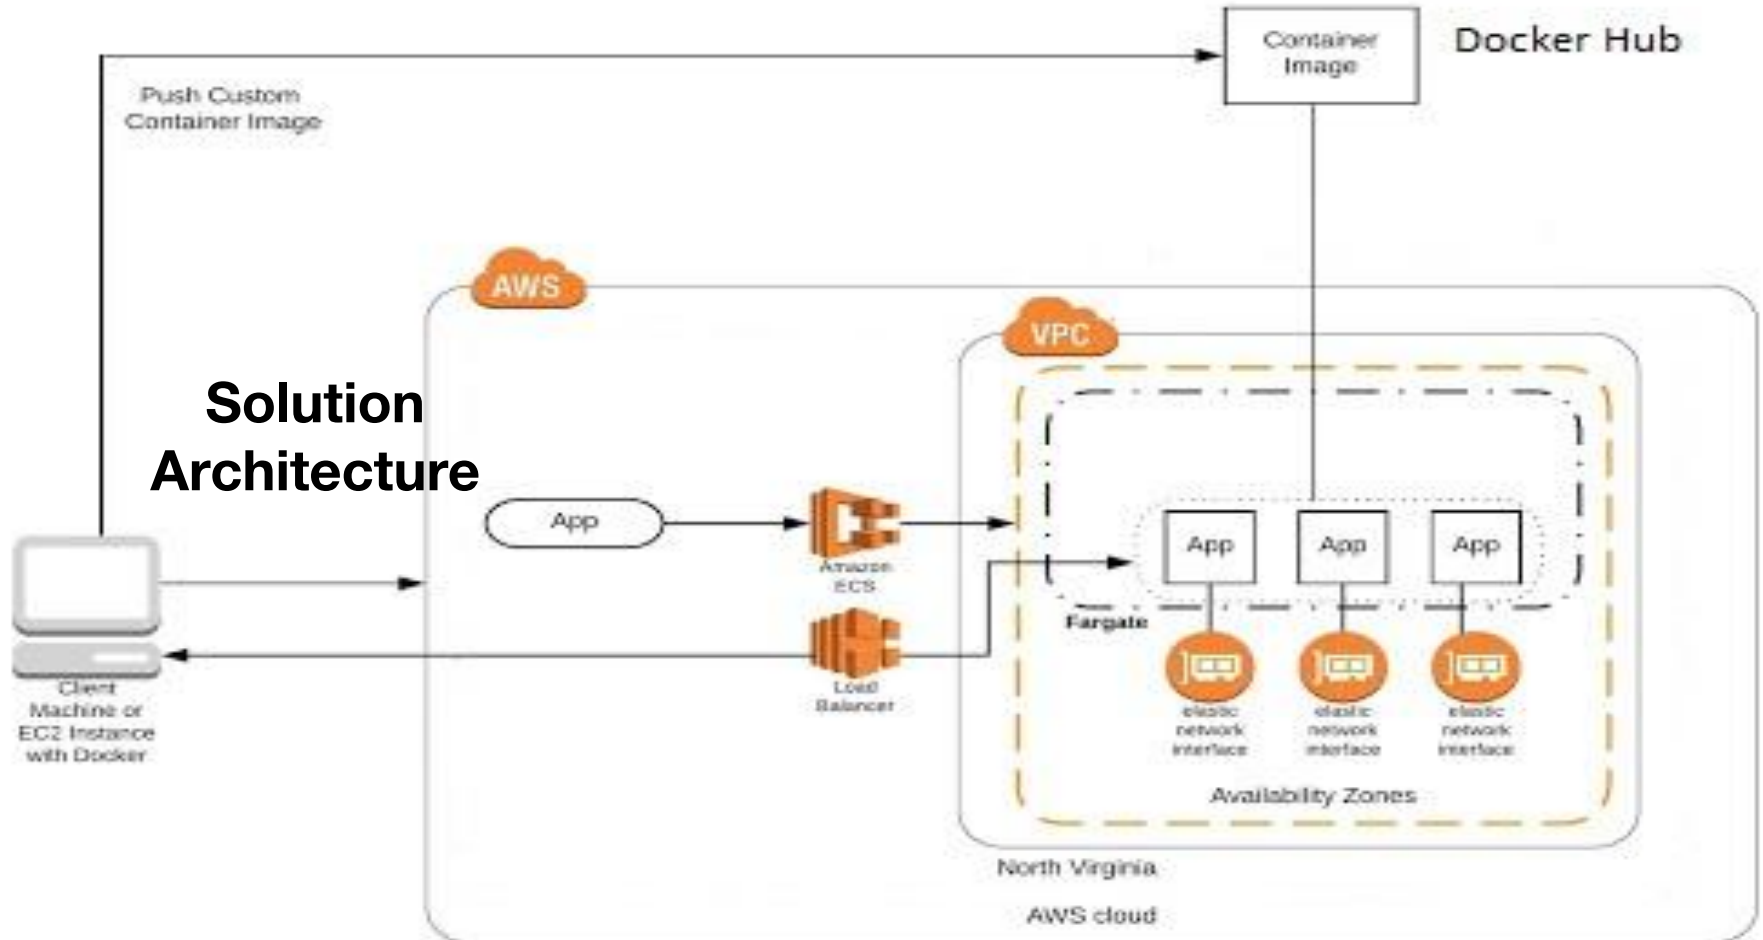 Container
Image
Docker Hub
Push Custom
Container Image
AWS
VPC
Solution
Architecture
App
Amazon
ECS
App
App
App
Fargate
Load
Balancer
Client
Machine or
EC2 Instance
with Docker
elastic
network
interface
elastic
network
interface
elastic
network
interface
Availability Zones
North Virginia
AWS cloud